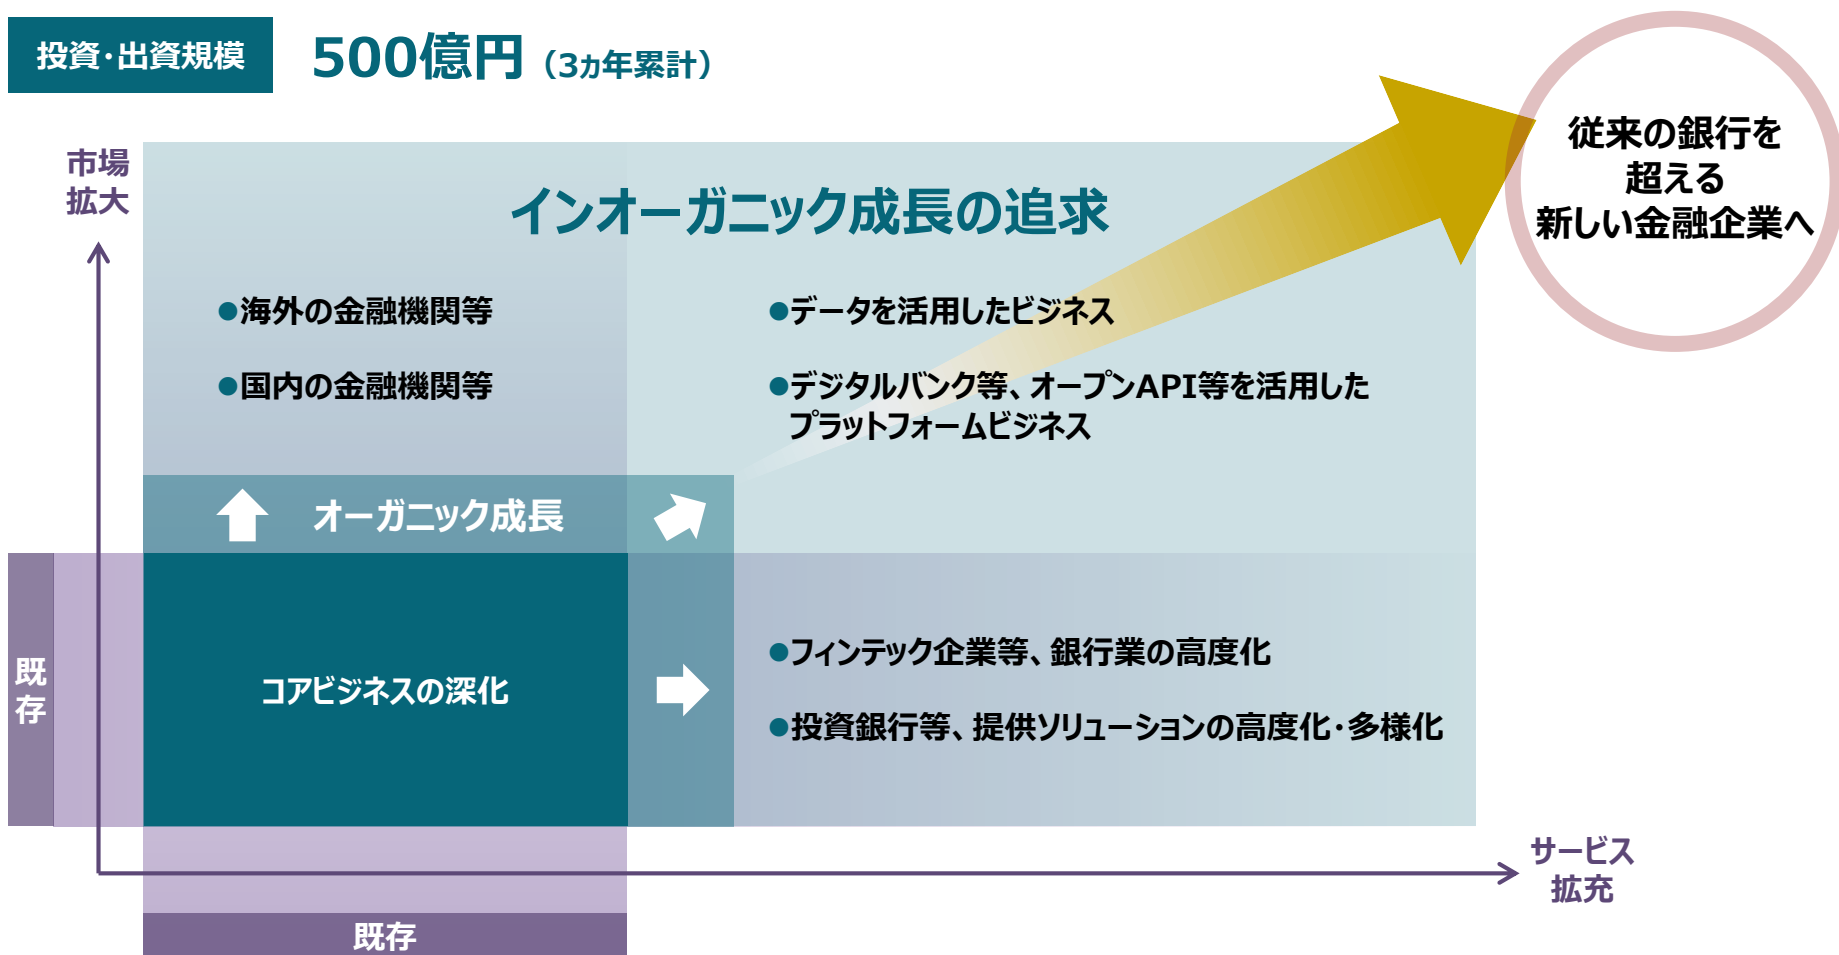 投資・出資規模
500億円（3ヵ年累計）
従来の銀行を
超える
新しい金融企業へ
市場
拡大
インオーガニック成長の追求
●海外の金融機関等
●国内の金融機関等
●データを活用したビジネス
●デジタルバンク等、オープンAPI等を活用した
プラットフォームビジネス
オーガニック成長
既存
コアビジネスの深化
●フィンテック企業等、銀行業の高度化
●投資銀行等、提供ソリューションの高度化・多様化
サービス
拡充
既存